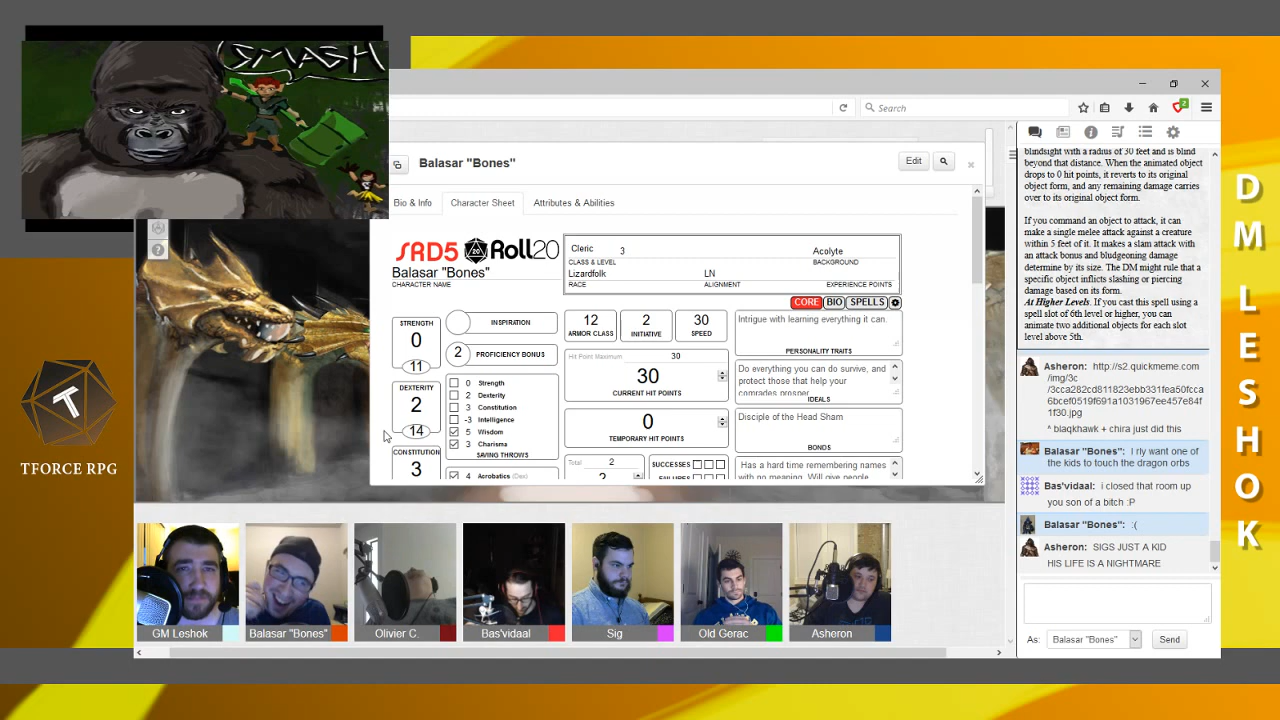 SMASH
Search
2
Balasar "Bones"
Edit
Bio & Info
Character Sheet
Attributes & Abilities
SRD5 Roll20
20
Balasar "Bones"
CHARACTER NAME
Cleric 3 Acolyte
CLASS & LEVEL BACKGROUND
Lizardfolk LN
RACE ALIGNMENT EXPERIENCE POINTS
CORE BIO SPELLS
STRENGTH
0
11
DEXTERITY
2
14
CONSTITUTION
3
INSPIRATION
2 PROFICIENCY BONUS
0 Strength
2 Dexterity
3 Constitution
-3 Intelligence
5 Wisdom
3 Charisma
SAVING THROWS
4 Acrobatics (Dex)
12
ARMOR CLASS
2
INITIATIVE
30
SPEED
Hit Point Maximum 30
30
CURRENT HIT POINTS
0
TEMPORARY HIT POINTS
Total 2
SUCCESSES
FAILURES
Intrigue with learning everything it can.
PERSONALITY TRAITS
Do everything you can do survive, and
protect those that help your
comrades prosper
IDEALS
Disciple of the Head Sham
BONDS
Has a hard time remembering names
with no meaning. Will give people
blindsight with a radius of 30 feet and is blind
beyond that distance. When the animated object
drops to 0 hit points, it reverts to its original
object form, and any remaining damage carries
over to its original object form.
If you command an object to attack, it can
make a single melee attack against a creature
within 5 feet of it. It makes a slam attack with
an attack bonus and bludgeoning damage
determine by its size. The DM might rule that a
specific object inflicts slashing or piercing
damage based on its form.
At Higher Levels. If you cast this spell using a
spell slot of 6th level or higher, you can
animate two additional objects for each slot
level above 5th.
Asheron: http://s2.quickmeme.com
/img/3c
/3cca282cd811823ebb331fea50fcca
6bcef0519f691a1031967ee457e84f
1f30.jpg
^ blaqkhawk + chira just did this
Balasar "Bones": I rly want one of
the kids to touch the dragon orbs
Bas'vidaal: i closed that room up
you son of a bitch :P
Balasar "Bones": :(
Asheron: SIGS JUST A KID
HIS LIFE IS A NIGHTMARE
As: Balasar "Bones" Send
T
TFORCE RPG
GM Leshok
Balasar "Bones"
Olivier C.
Bas'vidaal
Sig
Old Gerac
Asheron
DM LESHOK